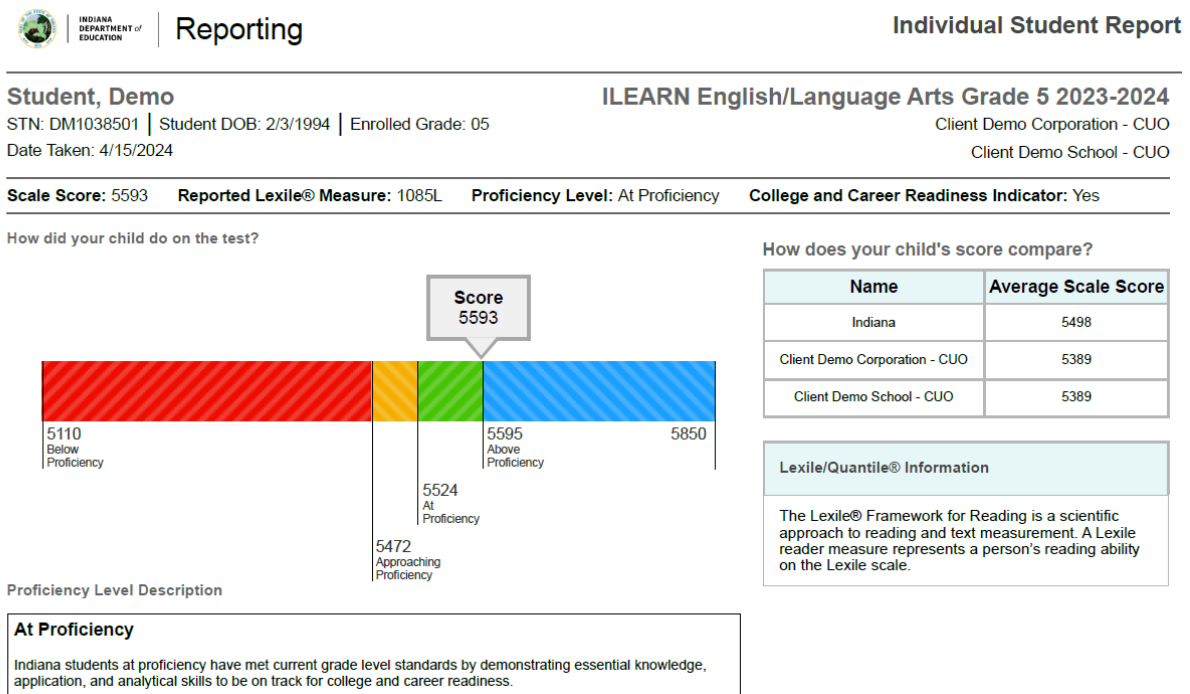 INDIANA
DEPARTMENT of
EDUCATION
Reporting
Individual Student Report
Student, Demo
ILEARN English/Language Arts Grade 5 2023-2024
STN: DM1038501 | Student DOB: 2/3/1994 | Enrolled Grade: 05
Client Demo Corporation - CUO
Date Taken: 4/15/2024
Client Demo School - CUO
Scale Score: 5593 Reported Lexile® Measure: 1085L Proficiency Level: At Proficiency College and Career Readiness Indicator: Yes
How did your child do on the test?
Score
5593
5110
Below
Proficiency
5595
Above
Proficiency
5850
5524
At
Proficiency
5472
Approaching
Proficiency
How does your child's score compare?
Name Average Scale Score
Indiana 5498
Client Demo Corporation - CUO 5389
Client Demo School - CUO 5389
Lexile/Quantile® Information
The Lexile® Framework for Reading is a scientific
approach to reading and text measurement. A Lexile
reader measure represents a person's reading ability
on the Lexile scale.
Proficiency Level Description
At Proficiency
Indiana students at proficiency have met current grade level standards by demonstrating essential knowledge,
application, and analytical skills to be on track for college and career readiness.